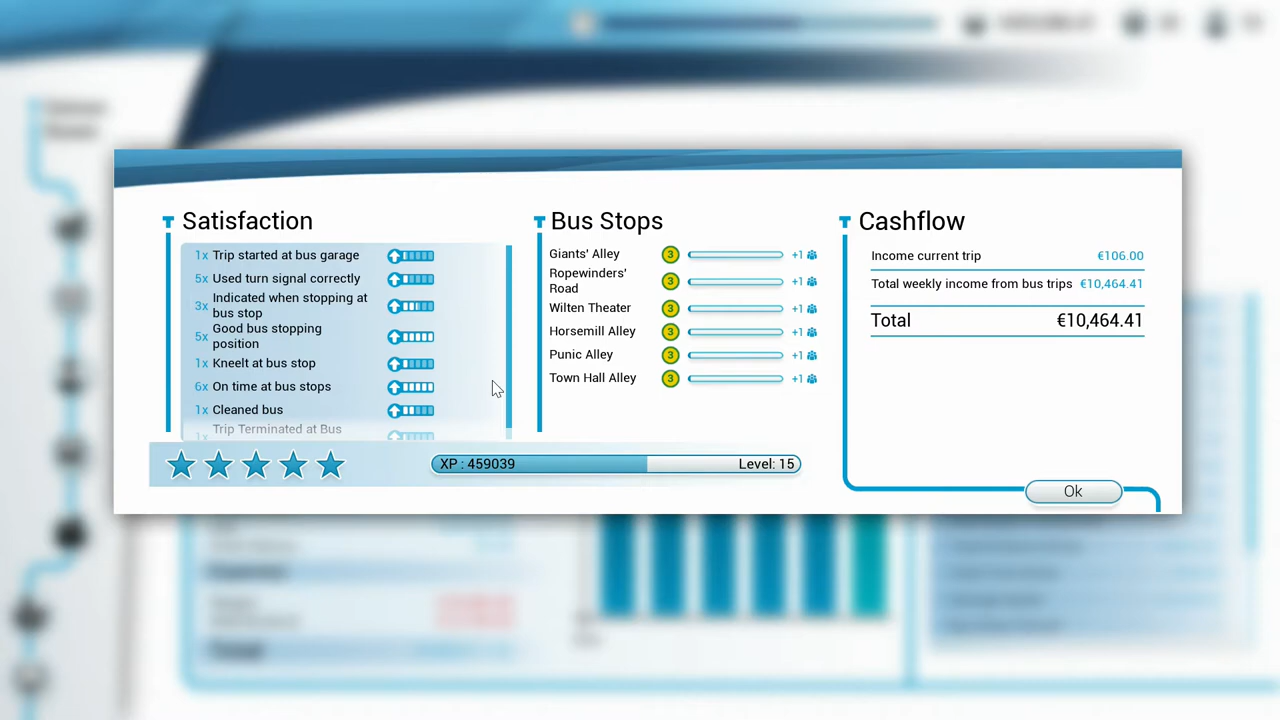 Satisfaction
1x Trip started at bus garage
5x Used turn signal correctly
3x Indicated when stopping at
bus stop
5x Good bus stopping
position
1x Kneelt at bus stop
6x On time at bus stops
1x Cleaned bus
1x Trip Terminated at Bus
Bus Stops
Giants' Alley 3 +1
Ropewinders'
Road 3 +1
Wilten Theater 3 +1
Horsemill Alley 3 +1
Punic Alley 3 +1
Town Hall Alley 3 +1
Cashflow
Income current trip €106.00
Total weekly income from bus trips €10,464.41
Total €10,464.41
XP : 459039 Level: 15
Ok